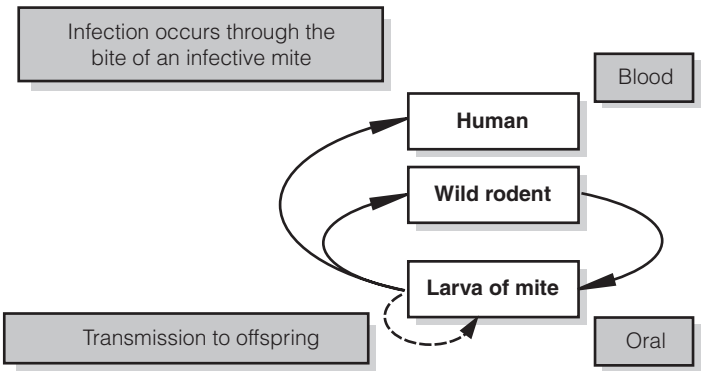 Infection occurs through the
bite of an infective mite
Blood
Human
Wild rodent
Larva of mite
Transmission to offspring
Oral